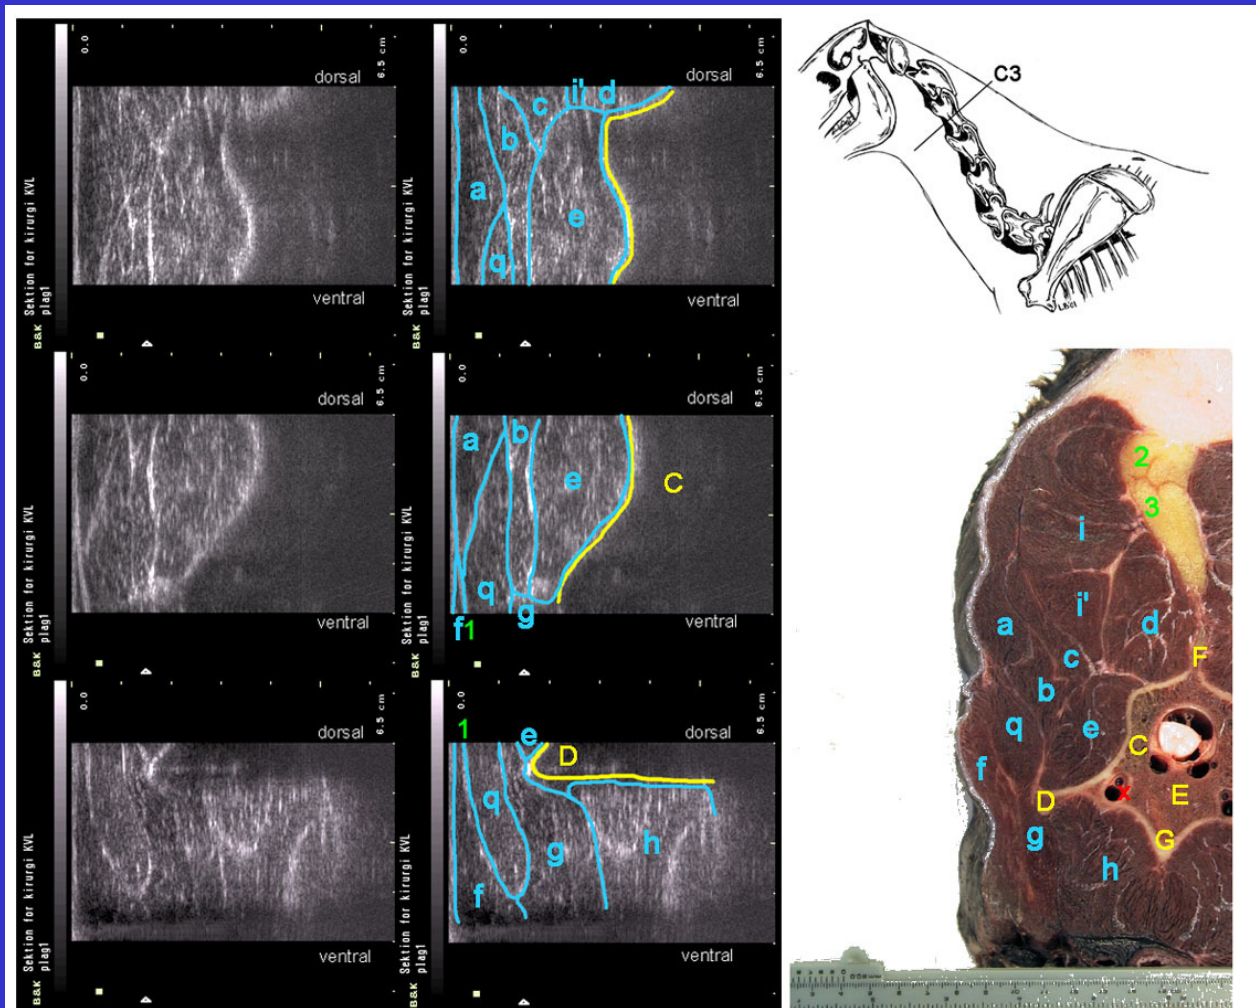 0.0
6.5 cm
dorsal
ventral
Sektion for kirurgi KVL
plag1
B&K
0.0
6.5 cm
dorsal
i' d
c
b
a
e
q
ventral
Sektion for kirurgi KVL
plag1
B&K
0.0
6.5 cm
dorsal
ventral
Sektion for kirurgi KVL
plag1
B&K
0.0
6.5 cm
dorsal
a b
e C
q
g
f1
ventral
Sektion for kirurgi KVL
plag1
B&K
0.0
6.5 cm
dorsal
ventral
Sektion for kirurgi KVL
plag1
B&K
0.0
6.5 cm
1
dorsal
e
D
q
g h
f
ventral
Sektion for kirurgi KVL
plag1
B&K
C3
2
3
i
i'
a d
c F
b
q e C
f
D x E
g G
h